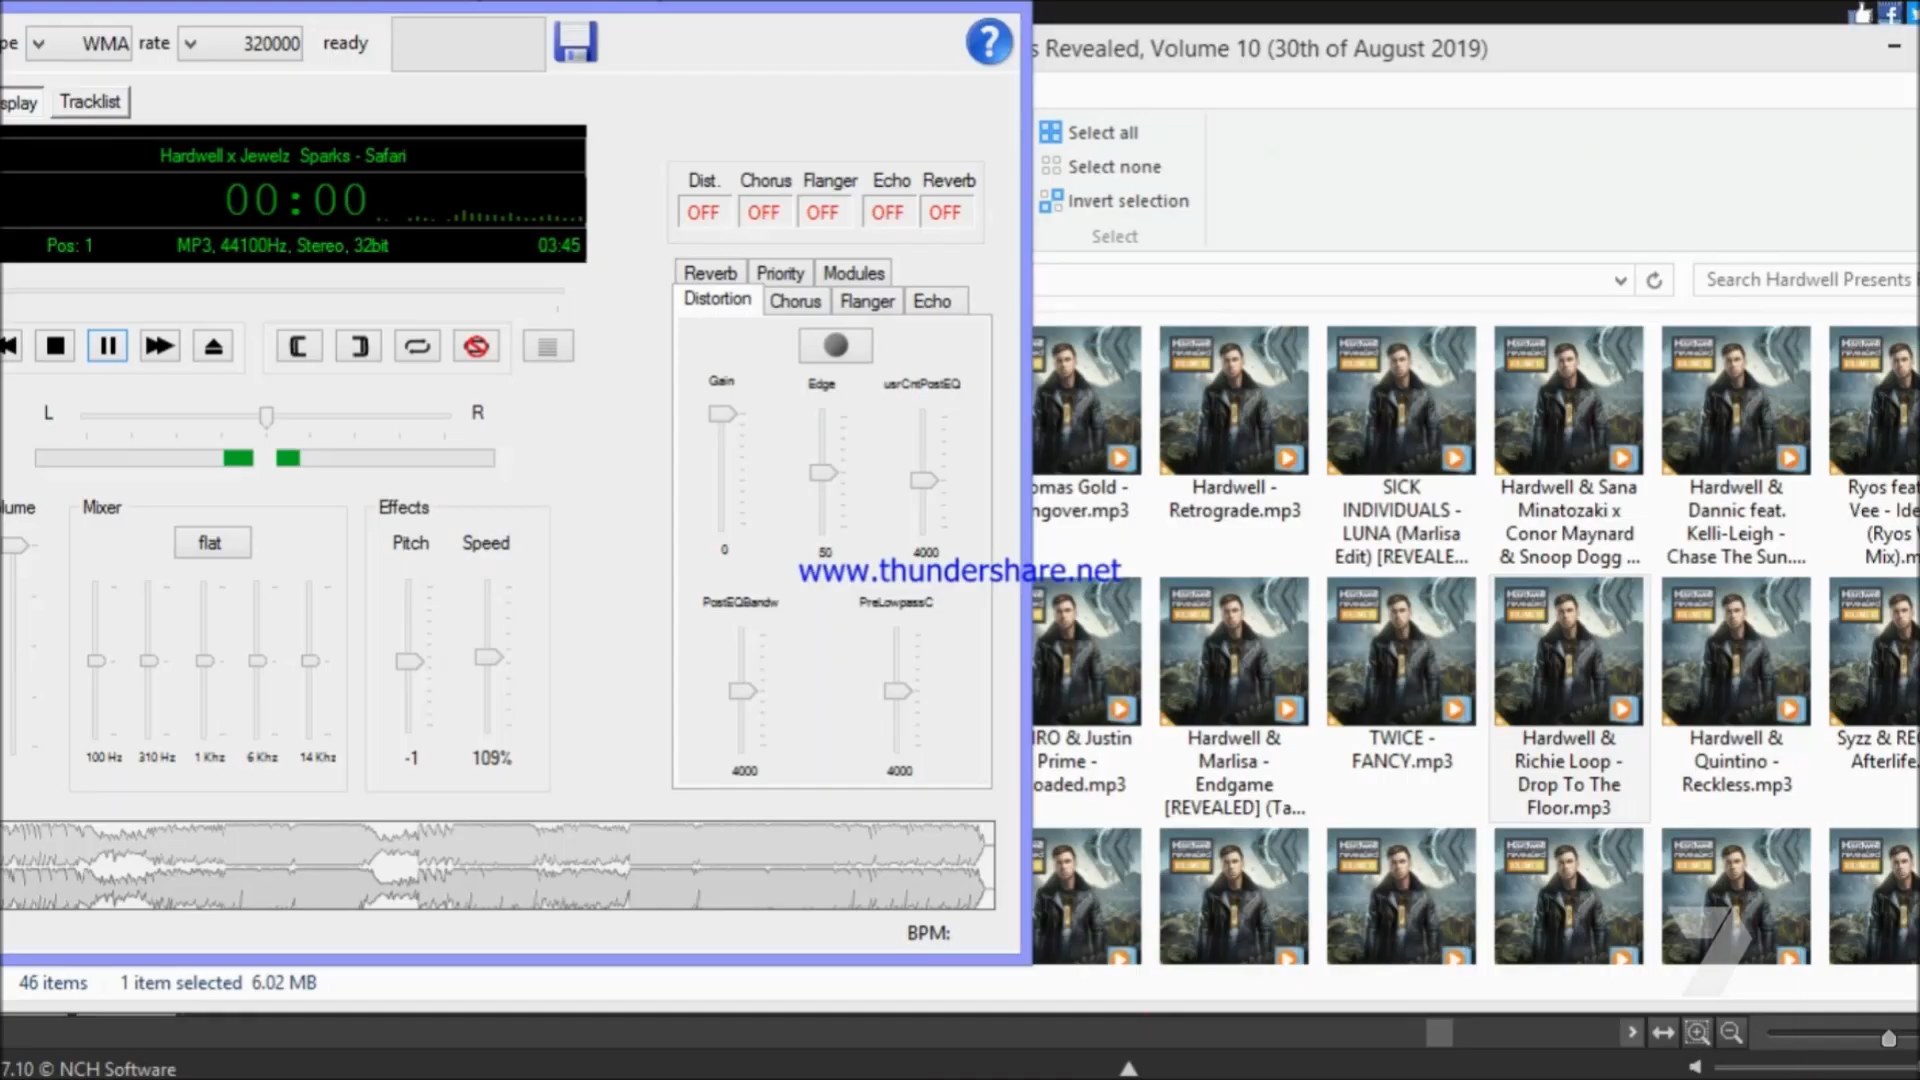 pe WMA rate 320000 ready
s Revealed, Volume 10 (30th of August 2019)
splay Tracklist
Hardwell x Jewelz Sparks - Safari
00:00
Pos: 1 MP3, 44100Hz, Stereo, 32bit 03:45
Dist. Chorus Flanger Echo Reverb
OFF OFF OFF OFF OFF
Reverb Priority Modules
Distortion Chorus Flanger Echo
Select all
Select none
Invert selection
Select
Search Hardwell Presents
L R
Gain Edge usrCntPostEQ
0 50 4000
PostEQBandw PreLowpassC
4000 4000
www.thundershare.net
lume Mixer Effects
flat Pitch Speed
100 Hz 310 Hz 1 Khz 6 Khz 14 Khz -1 109%
BPM:
omas Gold -
ngover.mp3
Hardwell -
Retrograde.mp3
SICK
INDIVIDUALS -
LUNA (Marlisa
Edit) [REVEALE...
Hardwell & Sana
Minatozaki x
Conor Maynard
& Snoop Dogg ...
Hardwell &
Dannic feat.
Kelli-Leigh -
Chase The Sun....
Ryos feat
Vee - Ide
(Ryos V
Mix).m
IRO & Justin
Prime -
oaded.mp3
Hardwell &
Marlisa -
Endgame
[REVEALED] (Ta...
TWICE -
FANCY.mp3
Hardwell &
Richie Loop -
Drop To The
Floor.mp3
Hardwell &
Quintino -
Reckless.mp3
Syzz & RE
Afterlife.
46 items 1 item selected 6.02 MB
7.10 © NCH Software